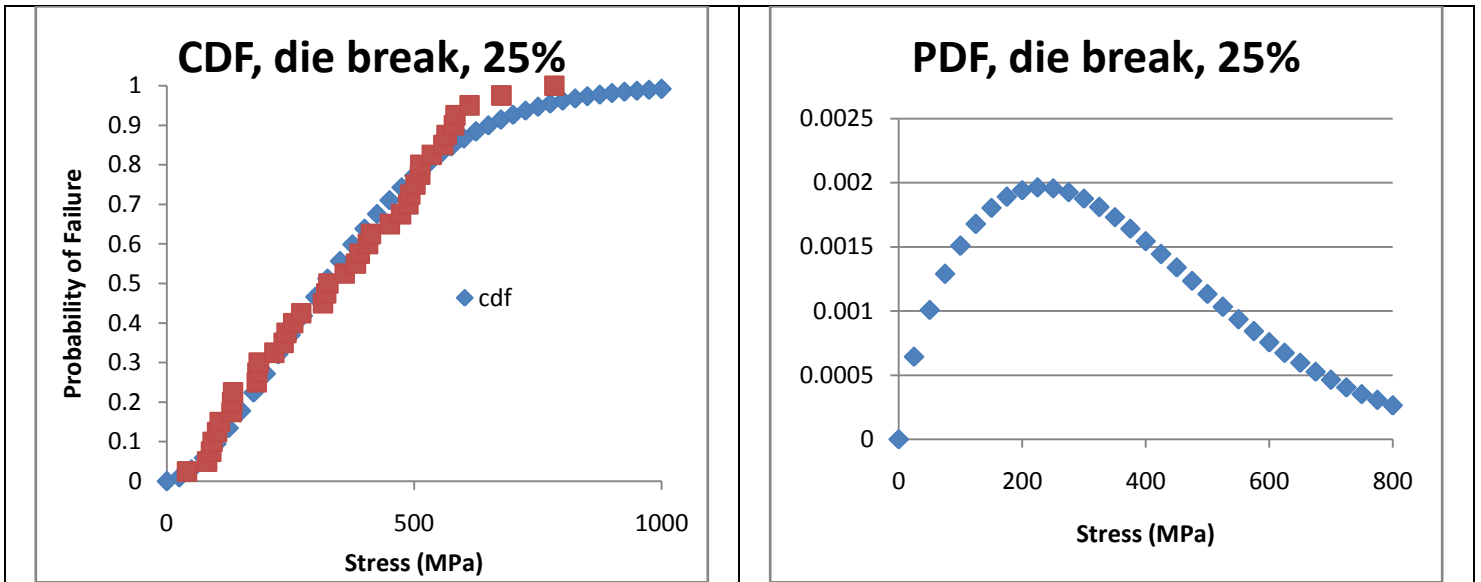 CDF, die break, 25%
1
0.9
0.8
0.7
0.6
0.5
0.4
0.3
0.2
0.1
0
Probability of Failure
cdf
0 500 1000
Stress (MPa)
PDF, die break, 25%
0.0025
0.002
0.0015
0.001
0.0005
0
0 200 400 600 800
Stress (MPa)